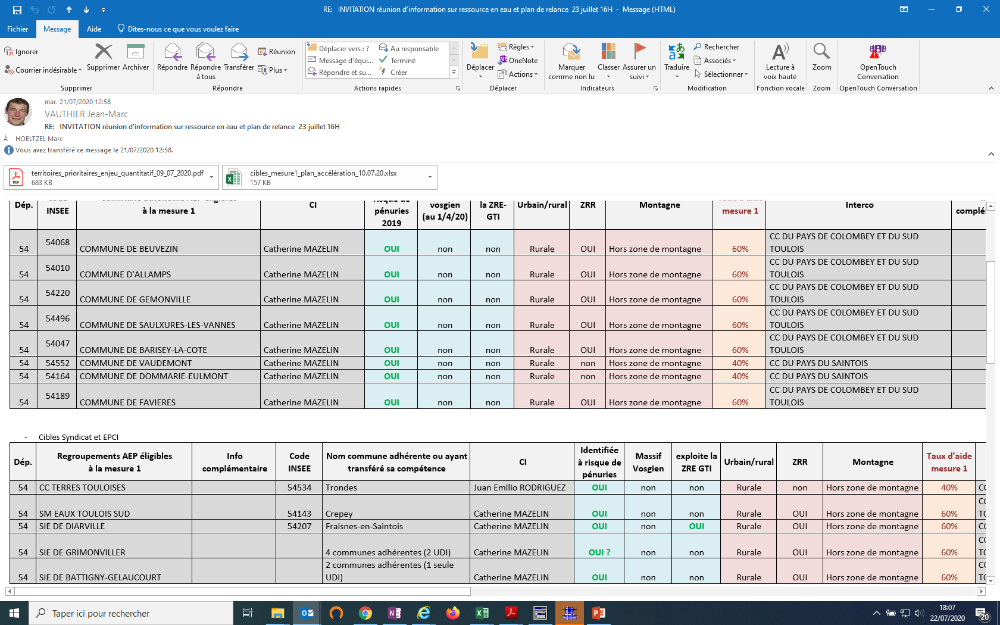 RE:   INVITATION réunion d'information sur ressource en eau et plan de relance  23 juillet 16H  -  Message (HTML)
Fichier Message Aide Dites-nous ce que vous voulez faire
Ignorer
Courrier indésirable
Supprimer Archiver
Supprimer
Répondre Répondre à tous Transférer
Réunion
Plus
Répondre
Déplacer vers : ? Au responsable
Message d'équi... Terminé
Répondre et su... Créer
Actions rapides
Déplacer
Règles
OneNote
Actions
Déplacer
Marquer comme non lu Classer Assurer un suivi
Indicateurs
Traduire
Rechercher
Associés
Sélectionner
Modification
Lecture à voix haute
Fonction vocale
Zoom
Zoom
OpenTouch Conversation
OpenTouch Conversation
mar. 21/07/2020 12:58
VAUTHIER Jean-Marc
RE:   INVITATION réunion d'information sur ressource en eau et plan de relance  23 juillet 16H
À HOELTZEL Marc
Vous avez transféré ce message le 21/07/2020 12:58.
territoires_prioritaires_enjeu_quantitatif_09_07_2020.pdf
683 KB
cibles_mesure1_plan_accélération_10.07.20.xlsx
157 KB
Dép. INSEE à la mesure 1 CI pénuries 2019 vosgien (au 1/4/20) la ZRE-GTI Urbain/rural ZRR Montagne mesure 1 Interco
54 54068 COMMUNE DE BEUVEZIN Catherine MAZELIN OUI non non Rurale OUI Hors zone de montagne 60% CC DU PAYS DE COLOMBEY ET DU SUD TOULOIS
54 54010 COMMUNE D'ALLAMPS Catherine MAZELIN OUI non non Rurale OUI Hors zone de montagne 60% CC DU PAYS DE COLOMBEY ET DU SUD TOULOIS
54 54220 COMMUNE DE GEMONVILLE Catherine MAZELIN OUI non non Rurale OUI Hors zone de montagne 60% CC DU PAYS DE COLOMBEY ET DU SUD TOULOIS
54 54496 COMMUNE DE SAULXURES-LES-VANNES Catherine MAZELIN OUI non non Rurale OUI Hors zone de montagne 60% CC DU PAYS DE COLOMBEY ET DU SUD TOULOIS
54 54047 COMMUNE DE BARISEY-LA-COTE Catherine MAZELIN OUI non non Rurale OUI Hors zone de montagne 60% CC DU PAYS DE COLOMBEY ET DU SUD TOULOIS
54 54552 COMMUNE DE VAUDEMONT Catherine MAZELIN OUI non non Rurale non Hors zone de montagne 40% CC DU PAYS DU SAINTOIS
54 54164 COMMUNE DE DOMMARIE-EULMONT Catherine MAZELIN OUI non non Rurale non Hors zone de montagne 40% CC DU PAYS DU SAINTOIS
54 54189 COMMUNE DE FAVIERES Catherine MAZELIN OUI non non Rurale OUI Hors zone de montagne 60% CC DU PAYS DE COLOMBEY ET DU SUD TOULOIS
- Cibles Syndicat et EPCI
Dép. Regroupements AEP éligibles à la mesure 1 Info complémentaire Code INSEE Nom commune adhérente ou ayant transféré sa compétence CI Identifiée à risque de pénuries Massif Vosgien exploite la ZRE GTI Urbain/rural ZRR Montagne Taux d'aide mesure 1
54 CC TERRES TOULOISES 54534 Trondes Juan Emilio RODRIGUEZ OUI non non Rurale non Hors zone de montagne 40%
54 SM EAUX TOULOIS SUD 54143 Crepey Catherine MAZELIN OUI non non Rurale OUI Hors zone de montagne 60%
54 SIE DE DIARVILLE 54207 Fraisnes-en-Saintois Catherine MAZELIN OUI non OUI Rurale OUI Hors zone de montagne 60%
54 SIE DE GRIMONVILLER 4 communes adhérentes (2 UDI) Catherine MAZELIN OUI ? non non Rurale OUI Hors zone de montagne 60%
54 SIE DE BATTIGNY-GELAUCOURT 2 communes adhérentes (1 seule UDI) Catherine MAZELIN OUI non non Rurale OUI Hors zone de montagne 60%
Taper ici pour rechercher
18:07
22/07/2020
20